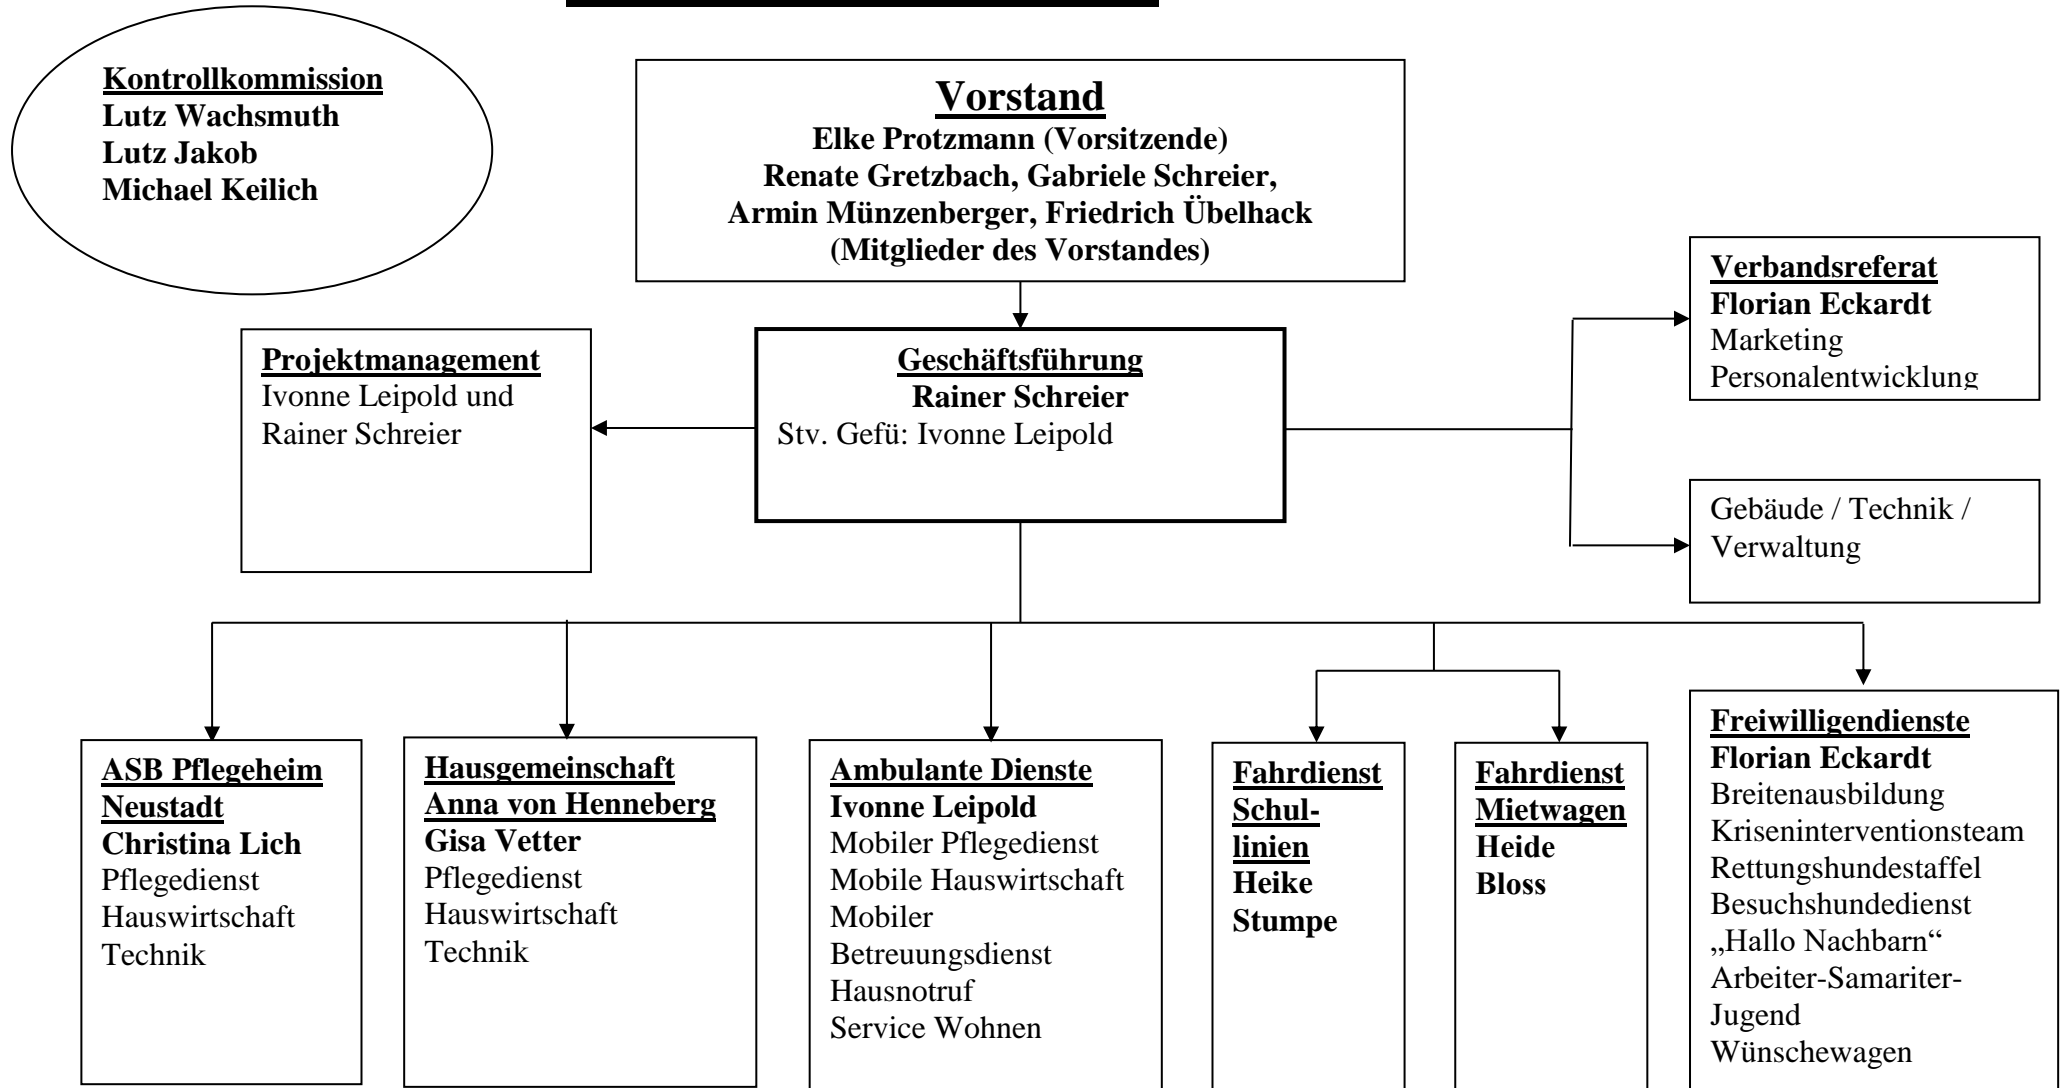 Kontrollkommission
Lutz Wachsmuth
Lutz Jakob
Michael Keilich
Vorstand
Elke Protzmann (Vorsitzende)
Renate Gretzbach, Gabriele Schreier,
Armin Münzenberger, Friedrich Übelhack
(Mitglieder des Vorstandes)
Verbandsreferat
Florian Eckardt
Marketing
Personalentwicklung
Projektmanagement
Ivonne Leipold und
Rainer Schreier
Geschäftsführung
Rainer Schreier
Stv. Gefü: Ivonne Leipold
Gebäude / Technik /
Verwaltung
ASB Pflegeheim
Neustadt
Christina Lich
Pflegedienst
Hauswirtschaft
Technik
Hausgemeinschaft
Anna von Henneberg
Gisa Vetter
Pflegedienst
Hauswirtschaft
Technik
Ambulante Dienste
Ivonne Leipold
Mobiler Pflegedienst
Mobile Hauswirtschaft
Mobiler
Betreuungsdienst
Hausnotruf
Service Wohnen
Fahrdienst
Schul-
linien
Heike
Stumpe
Fahrdienst
Mietwagen
Heide
Bloss
Freiwilligendienste
Florian Eckardt
Breitenausbildung
Kriseninterventionsteam
Rettungshundestaffel
Besuchshundedienst
„Hallo Nachbarn“
Arbeiter-Samariter-
Jugend
Wünschewagen